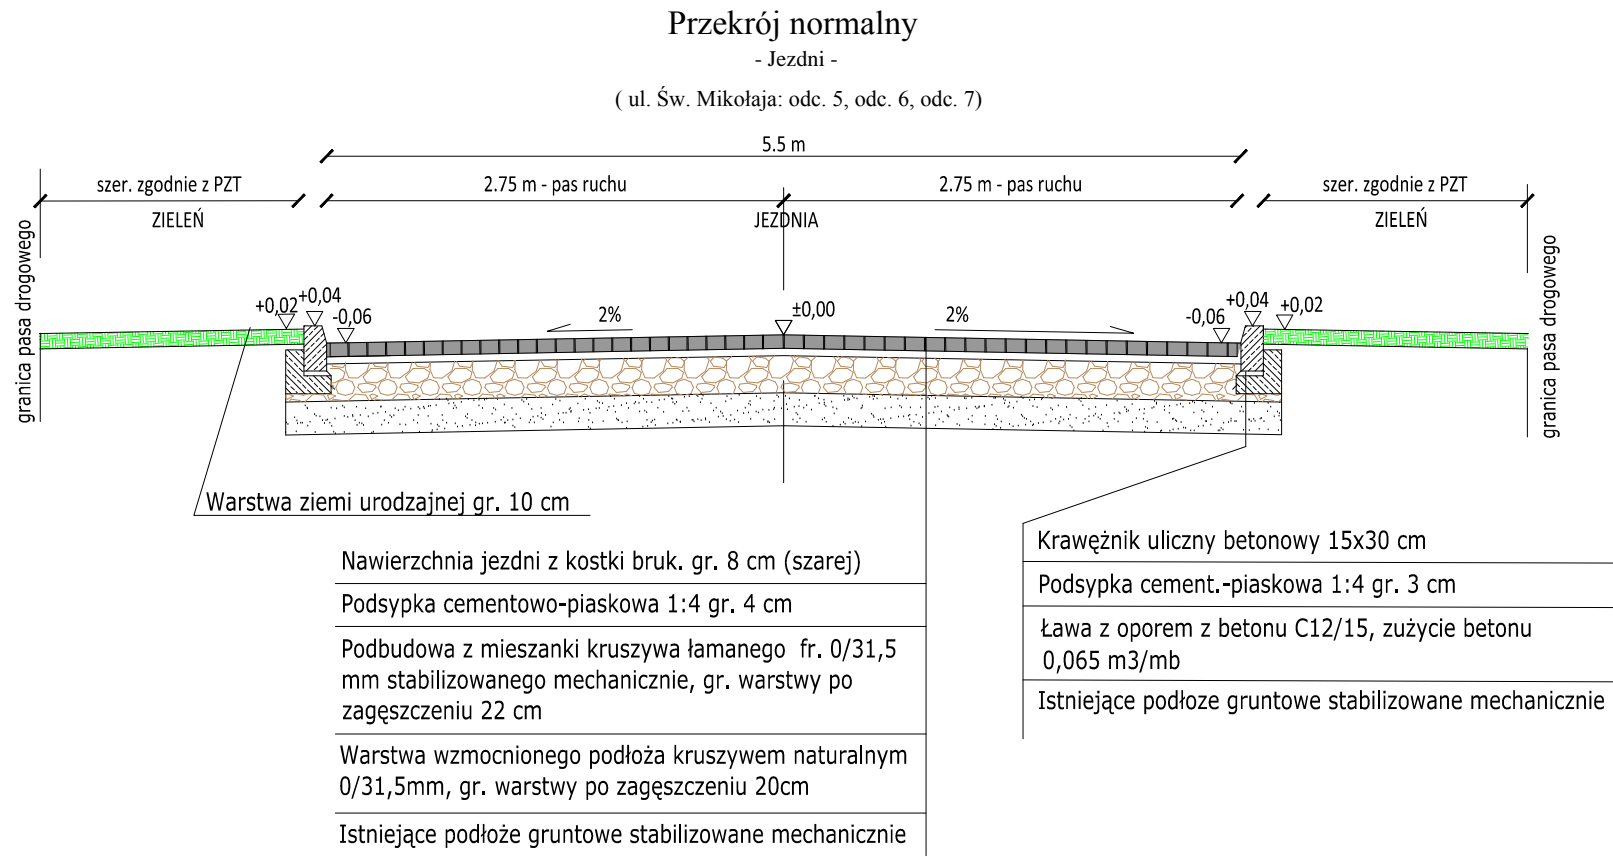 Przekrój normalny
- Jezdni -
( ul. Św. Mikołaja: odc. 5, odc. 6, odc. 7)
5.5 m
szer. zgodnie z PZT
2.75 m - pas ruchu
2.75 m - pas ruchu
szer. zgodnie z PZT
ZIELEŃ
JEZDNIA
ZIELEŃ
granica pasa drogowego
granica pasa drogowego
+0,02
+0,04
-0,06
2%
±0,00
2%
-0,06
+0,04
+0,02
Warstwa ziemi urodzajnej gr. 10 cm
Nawierzchnia jezdni z kostki bruk. gr. 8 cm (szarej)
Podsypka cementowo-piaskowa 1:4 gr. 4 cm
Podbudowa z mieszanki kruszywa łamanego fr. 0/31,5
mm stabilizowanego mechanicznie, gr. warstwy po
zagęszczeniu 22 cm
Warstwa wzmocnionego podłoża kruszywem naturalnym
0/31,5mm, gr. warstwy po zagęszczeniu 20cm
Istniejące podłoże gruntowe stabilizowane mechanicznie
Krawężnik uliczny betonowy 15x30 cm
Podsypka cement.-piaskowa 1:4 gr. 3 cm
Ława z oporem z betonu C12/15, zużycie betonu
0,065 m3/mb
Istniejące podłoze gruntowe stabilizowane mechanicznie